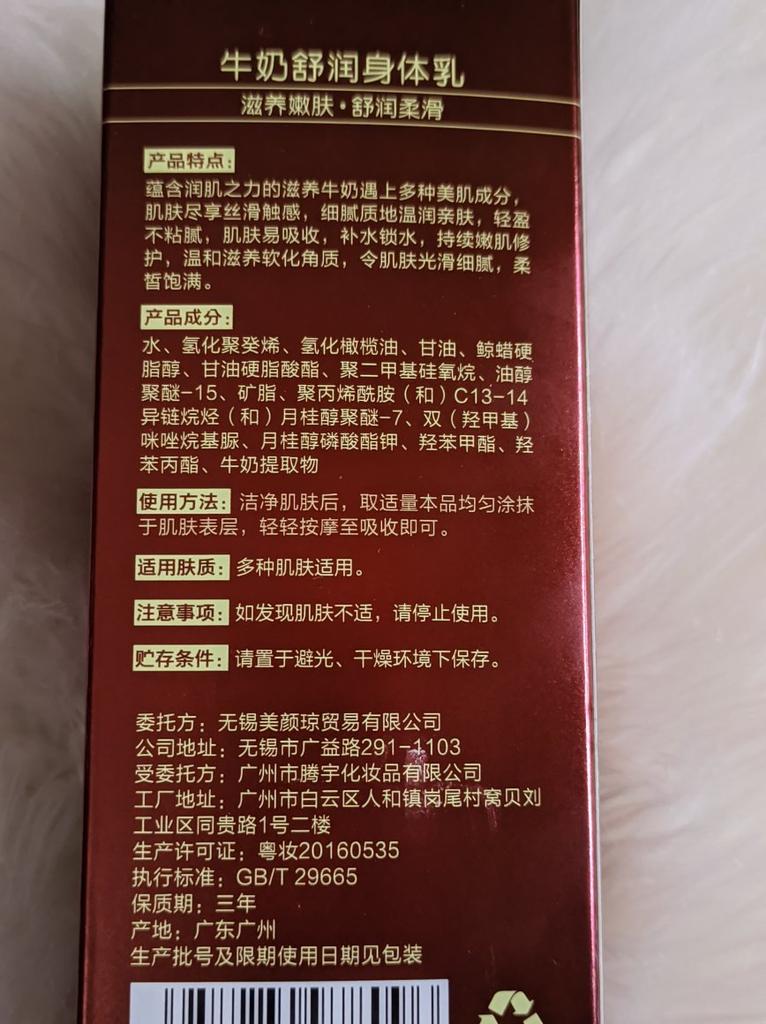 牛奶舒润身体乳
滋养嫩肤·舒润柔滑
产品特点:
蕴含润肌之力的滋养牛奶遇上多种美肌成分，
肌肤尽享丝滑触感，细腻质地温润亲肤，轻盈
不粘腻，肌肤易吸收，补水锁水，持续嫩肌修
护，温和滋养软化角质，令肌肤光滑细腻，柔
皙饱满。
产品成分:
水、氢化聚癸烯、氢化橄榄油、甘油、鲸蜡硬
脂醇、甘油硬脂酸酯、聚二甲基硅氧烷、油醇
聚醚-15、矿脂、聚丙烯酰胺（和）C13-14
异链烷烃（和）月桂醇聚醚-7、双（羟甲基）
咪唑烷基脲、月桂醇磷酸酯钾、羟苯甲酯、羟
苯丙酯、牛奶提取物
使用方法: 洁净肌肤后，取适量本品均匀涂抹
于肌肤表层，轻轻按摩至吸收即可。
适用肤质: 多种肌肤适用。
注意事项: 如发现肌肤不适，请停止使用。
贮存条件: 请置于避光、干燥环境下保存。
委托方：无锡美颜琼贸易有限公司
公司地址：无锡市广益路291-1103
受委托方：广州市腾宇化妆品有限公司
工厂地址：广州市白云区人和镇岗尾村窝贝刘
工业区同贵路1号二楼
生产许可证：粤妆20160535
执行标准：GB/T 29665
保质期：三年
产地：广东广州
生产批号及限期使用日期见包装